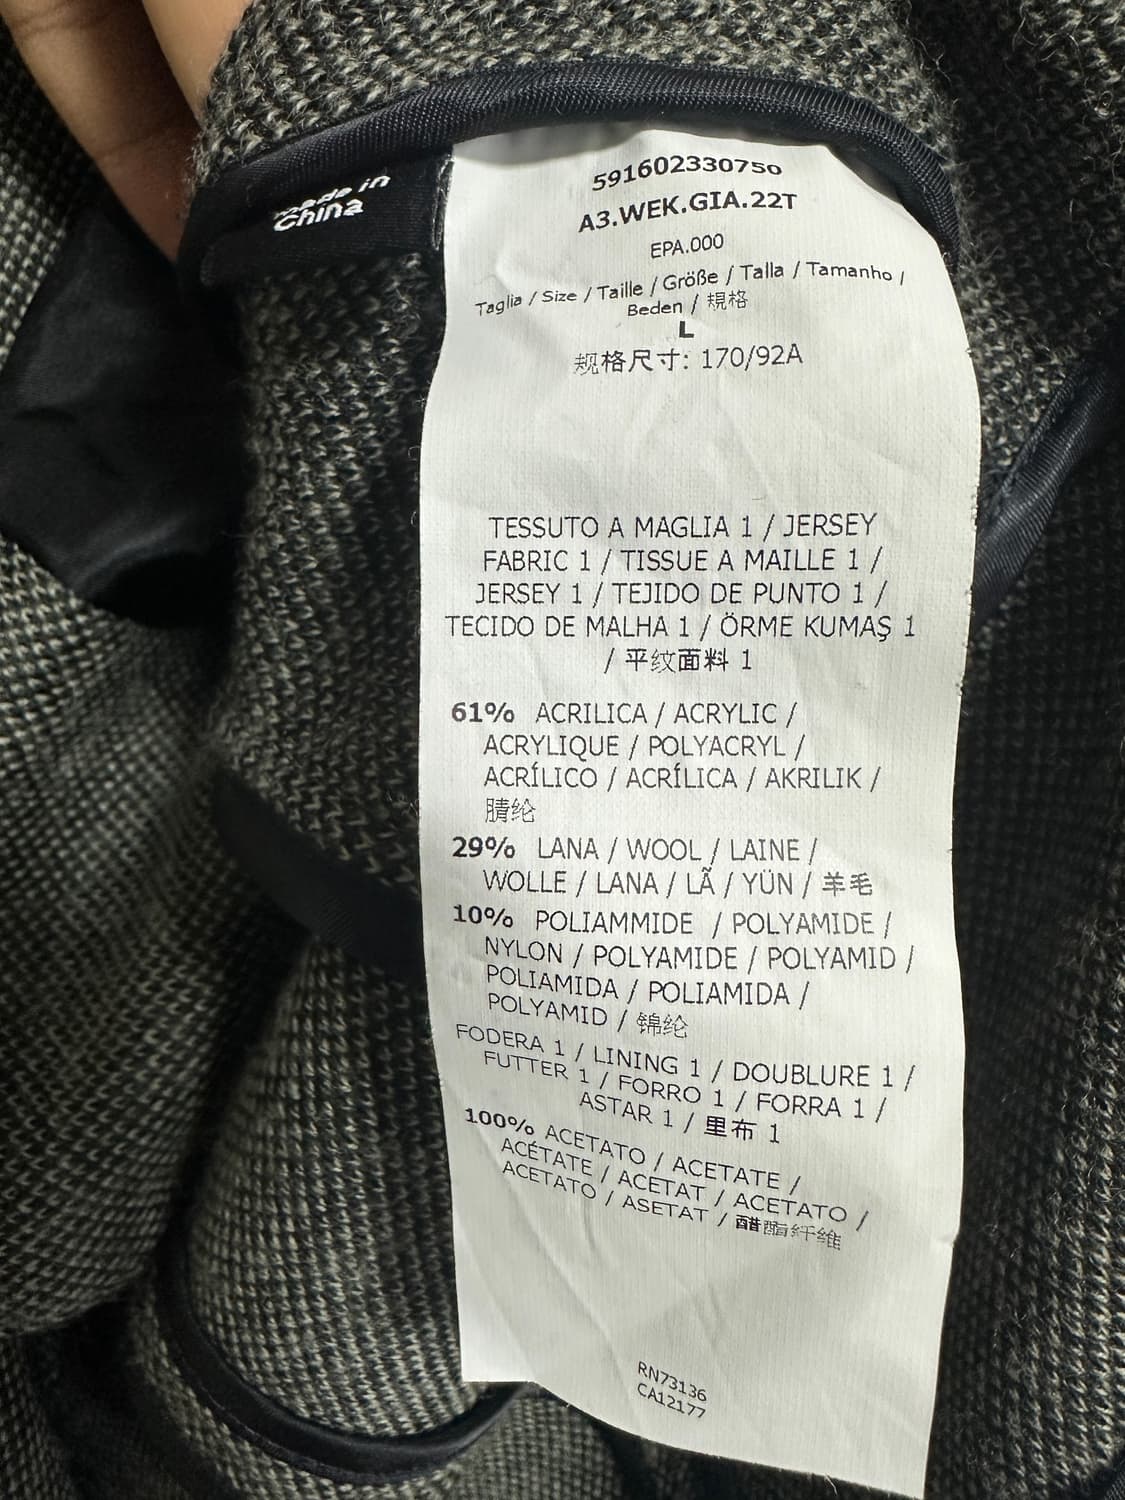 made in
China
591602330750
A3.WEK.GIA.22T
EPA.000
Taglia / Size / Taille / Größe / Talla / Tamanho /
Beden / 規格
L
规格尺寸: 170/92A
TESSUTO A MAGLIA 1 / JERSEY
FABRIC 1 / TISSUE A MAILLE 1 /
JERSEY 1 / TEJIDO DE PUNTO 1 /
TECIDO DE MALHA 1 / ÖRME KUMAŞ 1
/ 平纹面料 1
61% ACRILICA / ACRYLIC /
ACRYLIQUE / POLYACRYL /
ACRÍLICO / ACRÍLICA / AKRILIK /
腈纶
29% LANA / WOOL / LAINE /
WOLLE / LANA / LÃ / YÜN / 羊毛
10% POLIAMMIDE / POLYAMIDE /
NYLON / POLYAMIDE / POLYAMID /
POLIAMIDA / POLIAMIDA /
POLYAMID / 锦纶
FODERA 1 / LINING 1 / DOUBLURE 1 /
FUTTER 1 / FORRO 1 / FORRA 1 /
ASTAR 1 / 里布 1
100% ACETATO / ACETATE /
ACÉTATE / ACETAT / ACETATO /
ACETATO / ASETAT / 醋酯纤维
RN73136
CA12177